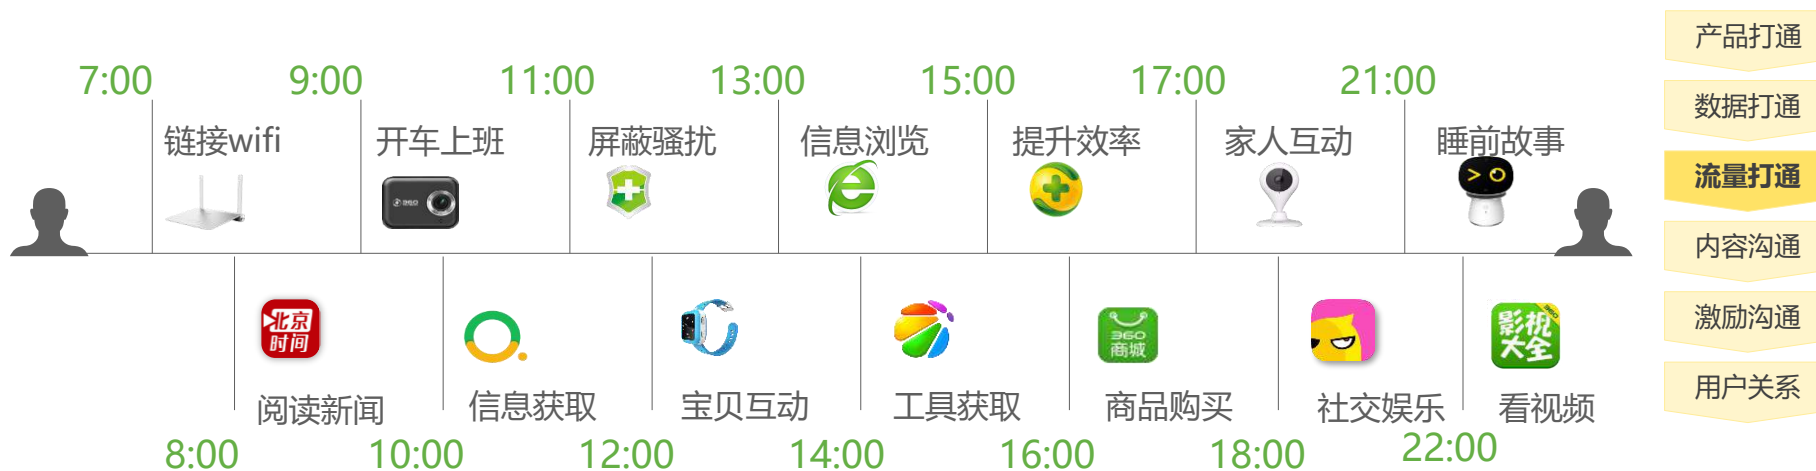 产品打通
7:00 9:00 11:00 13:00 15:00 17:00 21:00
数据打通
链接wifi 开车上班 屏蔽骚扰 信息浏览 提升效率 家人互动 睡前故事
流量打通
360
内容沟通
北京
时间
360
商城
影视
大全
360
激励沟通
阅读新闻 信息获取 宝贝互动 工具获取 商品购买 社交娱乐 看视频
用户关系
8:00 10:00 12:00 14:00 16:00 18:00 22:00